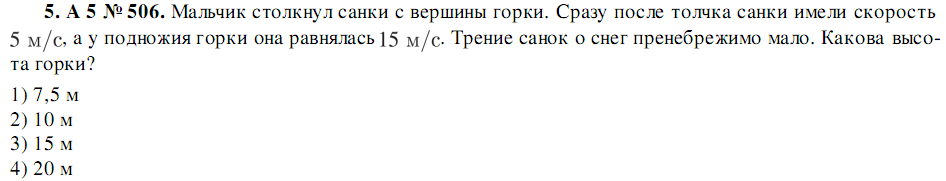 5. А 5 № 506. Мальчик столкнул санки с вершины горки. Сразу после толчка санки имели скорость
5 м/с, а у подножия горки она равнялась 15 м/с. Трение санок о снег пренебрежимо мало. Какова высо-
та горки?
1) 7,5 м
2) 10 м
3) 15 м
4) 20 м